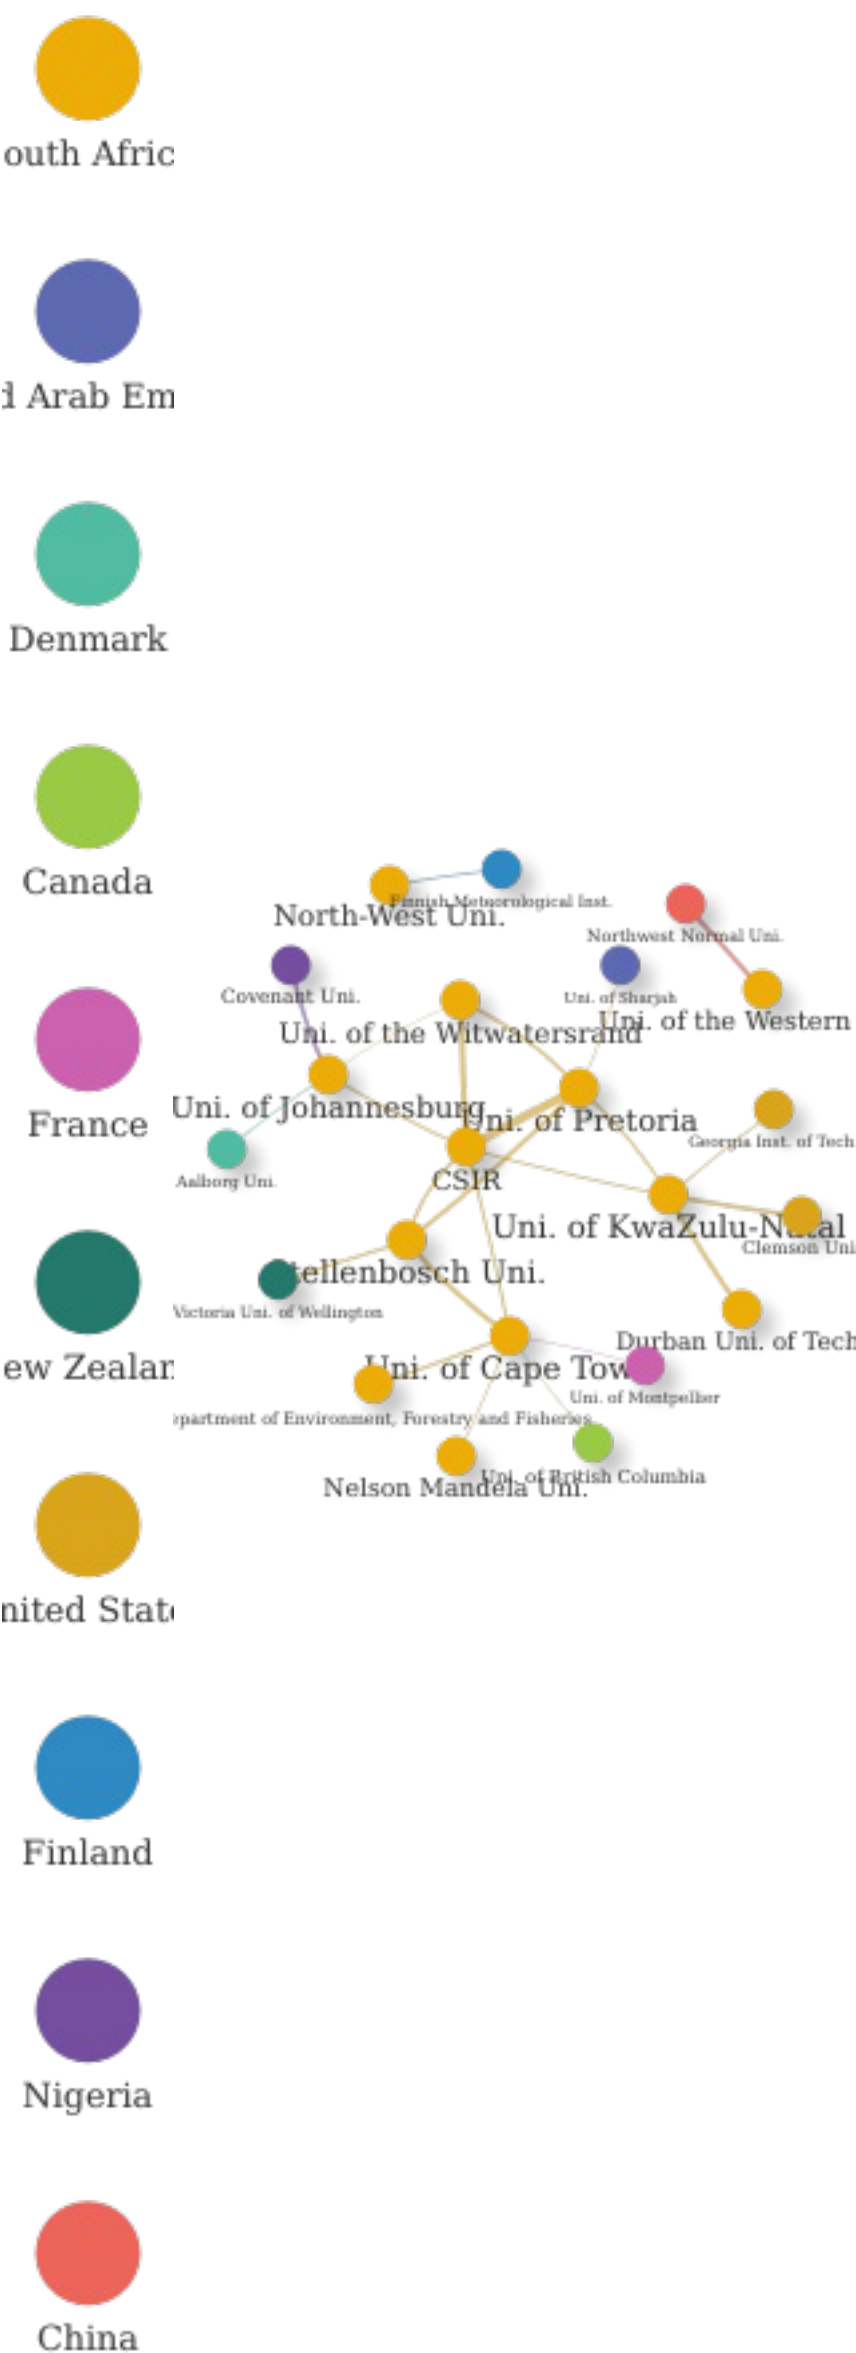 outh Afric
d Arab Em
Denmark
Canada
France
ew Zealan
nited State
Finland
Nigeria
China
Finnish Meteorological Inst.
North-West Uni.
Northwest Normal Uni.
Covenant Uni.
Uni. of Sharjah
Uni. of the Western
Uni. of the Witwatersrand
Uni. of Johannesburg
Uni. of Pretoria
Georgia Inst. of Tech
Aalborg Uni.
CSIR
Uni. of KwaZulu-Natal
Clemson Uni
tellenbosch Uni.
Victoria Uni. of Wellington
Durban Uni. of Tech
Uni. of Cape Town
Uni. of Montpellier
epartment of Environment, Forestry and Fisheries
Uni. of British Columbia
Nelson Mandela Uni.